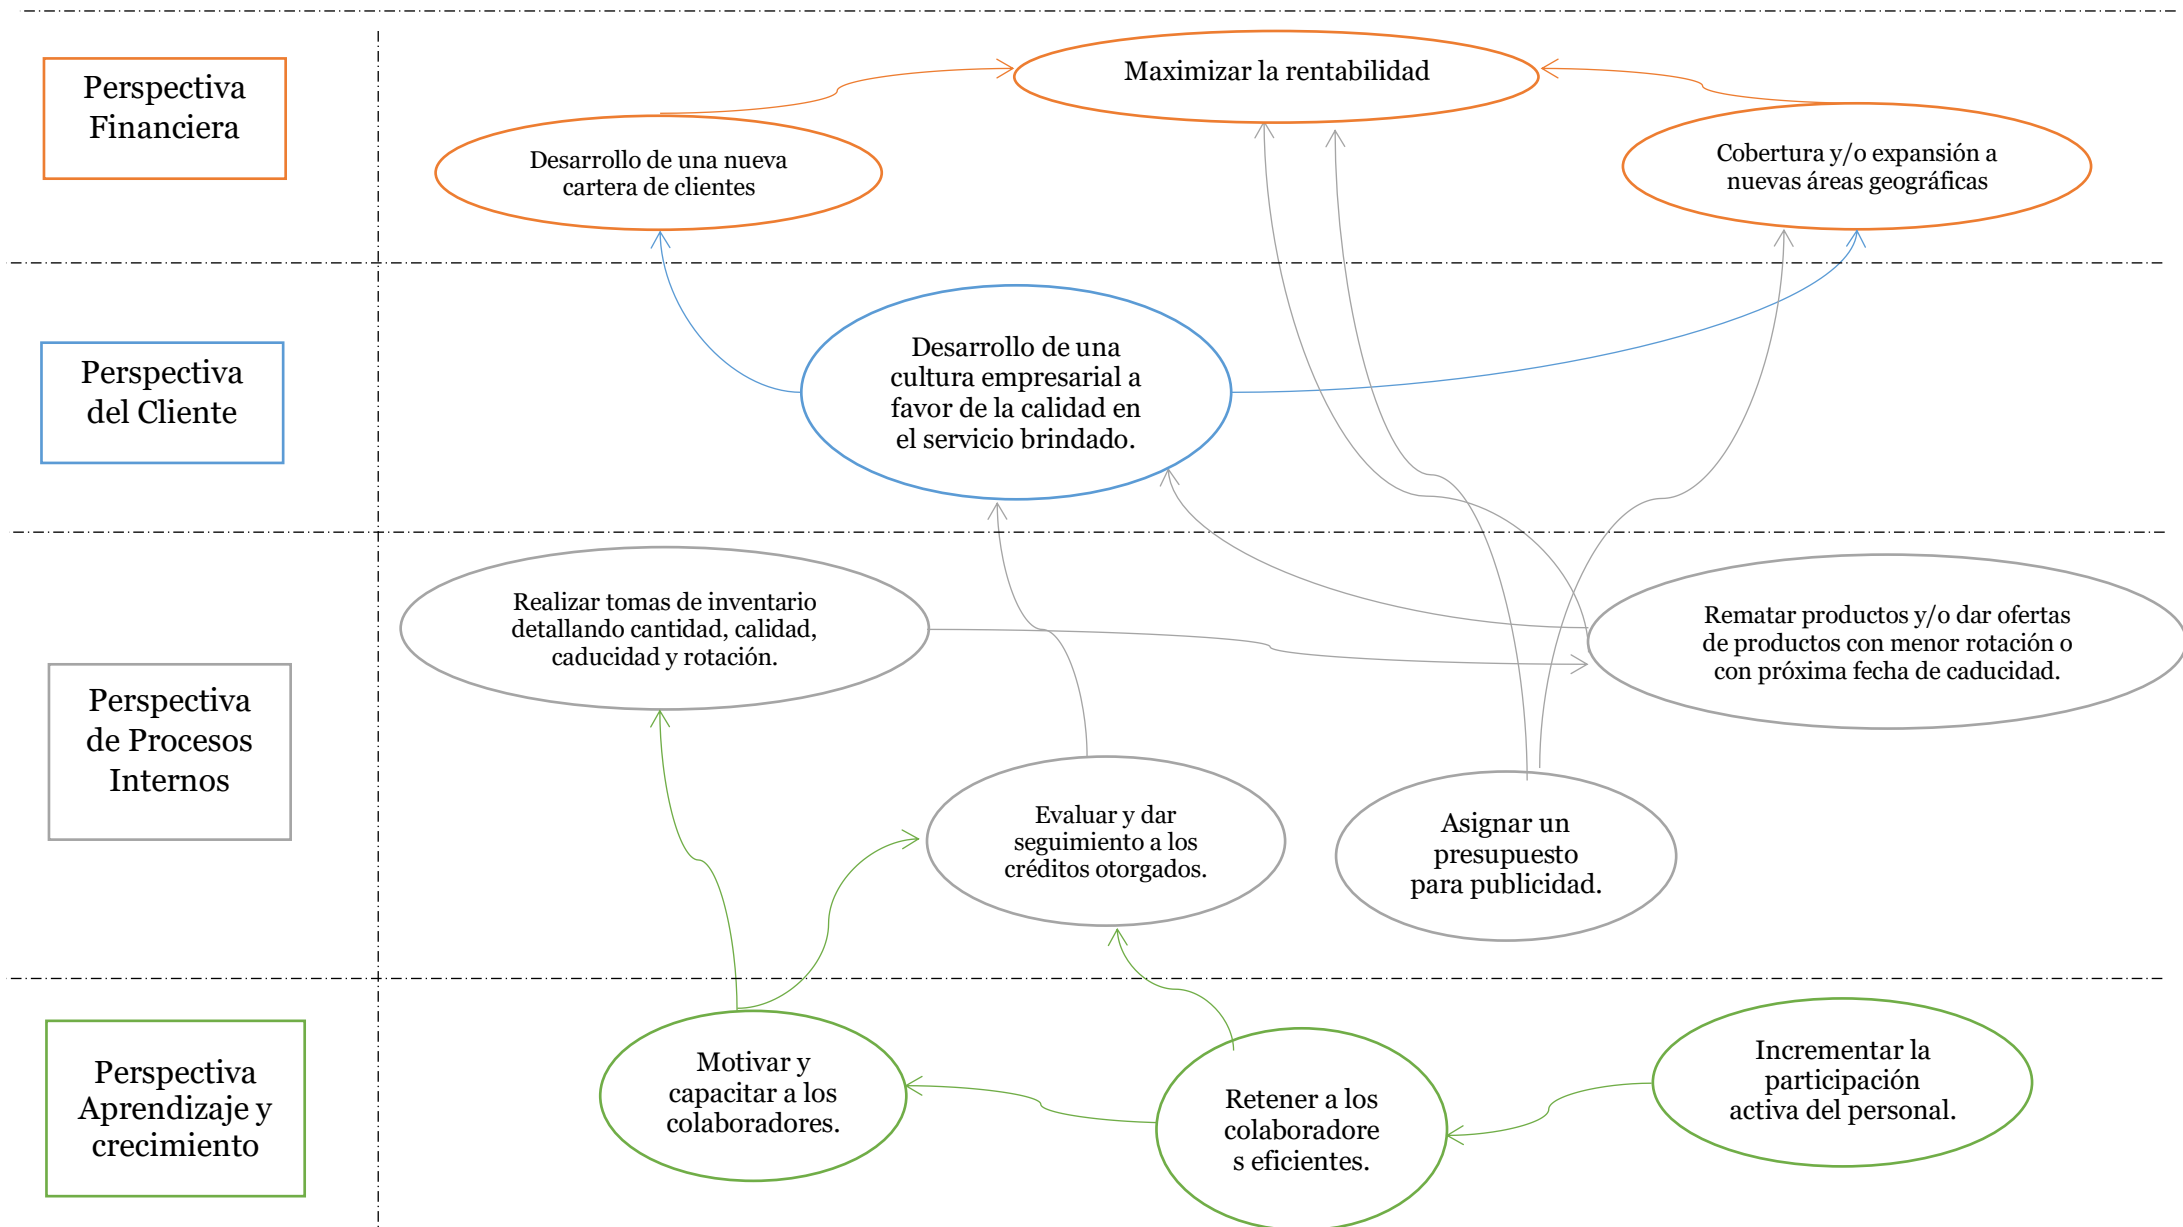 Perspectiva
Financiera
Maximizar la rentabilidad
Desarrollo de una nueva
cartera de clientes
Cobertura y/o expansión a
nuevas áreas geográficas
Perspectiva
del Cliente
Desarrollo de una
cultura empresarial a
favor de la calidad en
el servicio brindado.
Perspectiva
de Procesos
Internos
Realizar tomas de inventario
detallando cantidad, calidad,
caducidad y rotación.
Rematar productos y/o dar ofertas
de productos con menor rotación o
con próxima fecha de caducidad.
Evaluar y dar
seguimiento a los
créditos otorgados.
Asignar un
presupuesto
para publicidad.
Perspectiva
Aprendizaje y
crecimiento
Motivar y
capacitar a los
colaboradores.
Retener a los
colaboradore
s eficientes.
Incrementar la
participación
activa del personal.